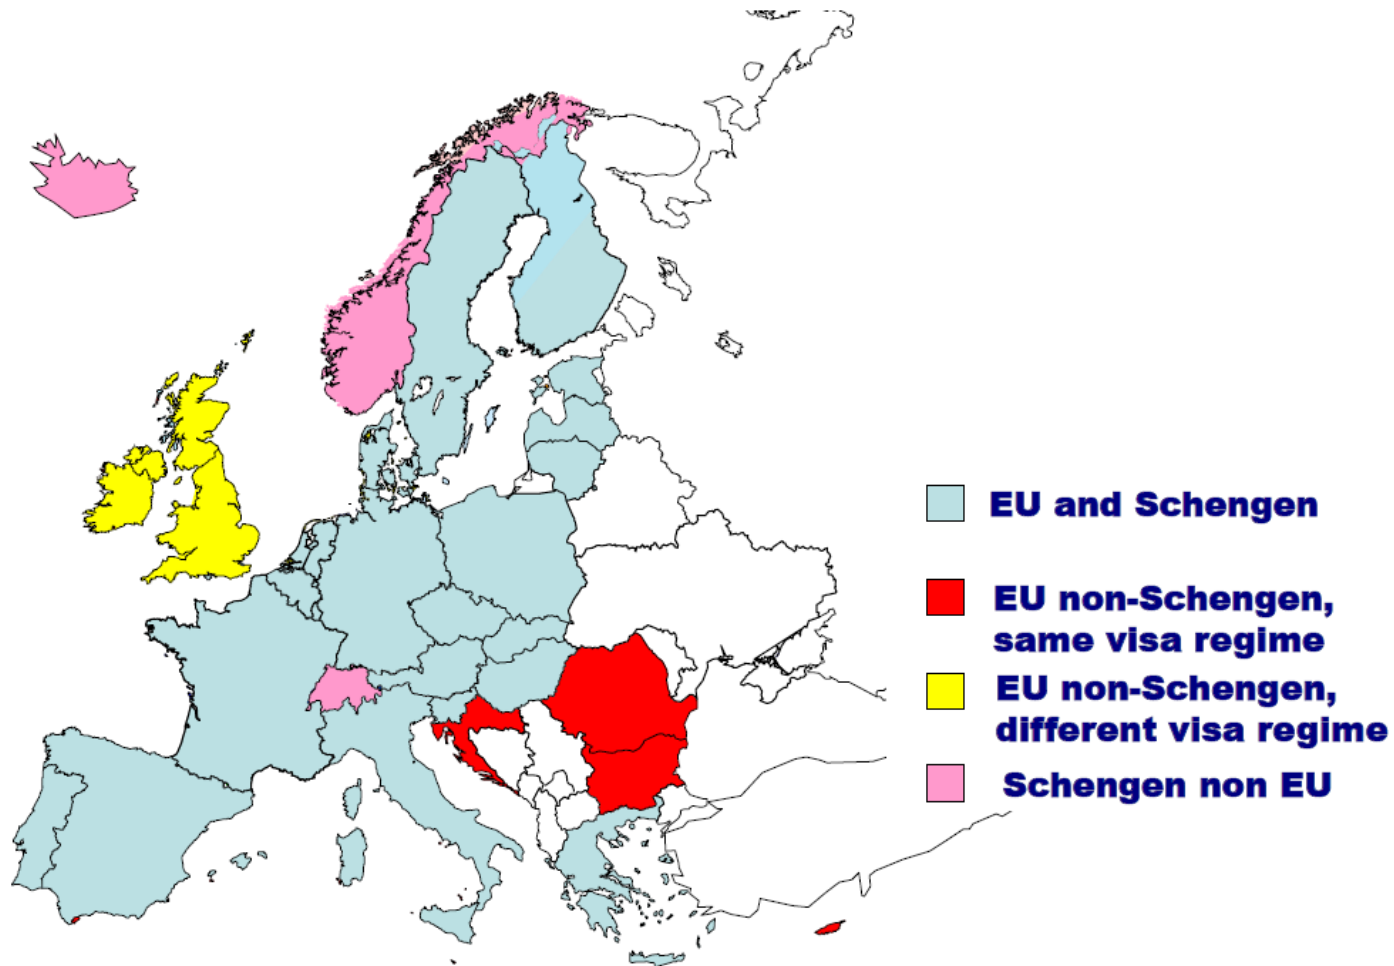 EU and Schengen
EU non-Schengen,
same visa regime
EU non-Schengen,
different visa regime
Schengen non EU